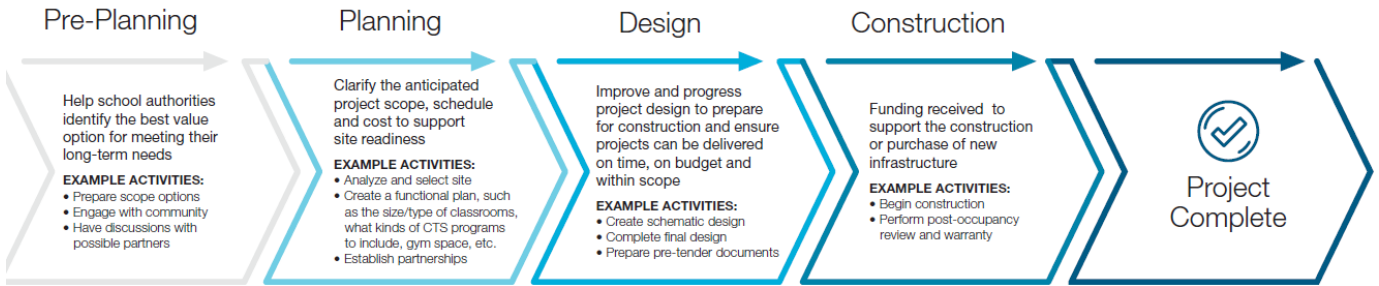 Pre-Planning
Help school authorities
identify the best value
option for meeting their
long-term needs
EXAMPLE ACTIVITIES:
• Prepare scope options
• Engage with community
• Have discussions with
possible partners
Planning
Clarify the anticipated
project scope, schedule
and cost to support
site readiness
EXAMPLE ACTIVITIES:
• Analyze and select site
• Create a functional plan, such
as the size/type of classrooms,
what kinds of CTS programs
to include, gym space, etc.
• Establish partnerships
Design
Improve and progress
project design to prepare
for construction and ensure
projects can be delivered
on time, on budget and
within scope
EXAMPLE ACTIVITIES:
• Create schematic design
• Complete final design
• Prepare pre-tender documents
Construction
Funding received to
support the construction
or purchase of new
infrastructure
EXAMPLE ACTIVITIES:
• Begin construction
• Perform post-occupancy
review and warranty
Project
Complete